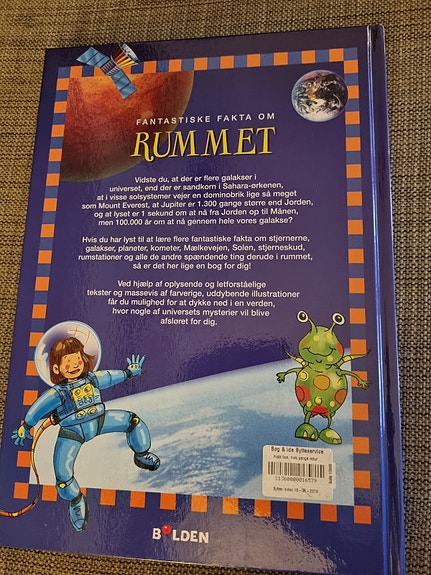 FANTASTISKE FAKTA OM
RUMMET
Vidste du, at der er flere galakser i
universet, end der er sandkorn i Sahara-ørkenen,
at i visse solsystemer vejer en dominobrik lige så meget
som Mount Everest, at Jupiter er 1.300 gange større end Jorden,
og at lyset er 1 sekund om at nå fra Jorden op til Månen,
men 100.000 år om at nå gennem hele vores galakse?
Hvis du har lyst til at lære flere fantastiske fakta om stjernerne,
galakser, planeter, kometer, Mælkevejen, Solen, stjerneskud,
rumstationer og alle de andre spændende ting derude i rummet,
så er det her lige en bog for dig!
Ved hjælp af oplysende og letforståelige
tekster og massevis af farverige, uddybende illustrationer
får du mulighed for at dykke ned i en verden,
hvor nogle af universets mysterier vil blive
afsløret for dig.
Bog & ide Bytteservice
1156000016579
BOLDEN